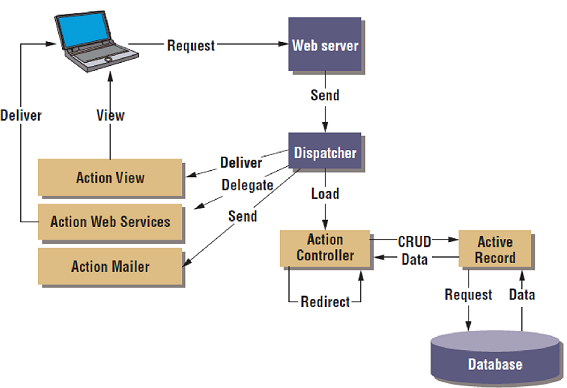 Request
Web server
Deliver
View
Send
Dispatcher
Deliver
Action View
Delegate
Load
Action Web Services
Send
Action
Controller
CRUD
Data
Active
Record
Action Mailer
Redirect
Request
Data
Database